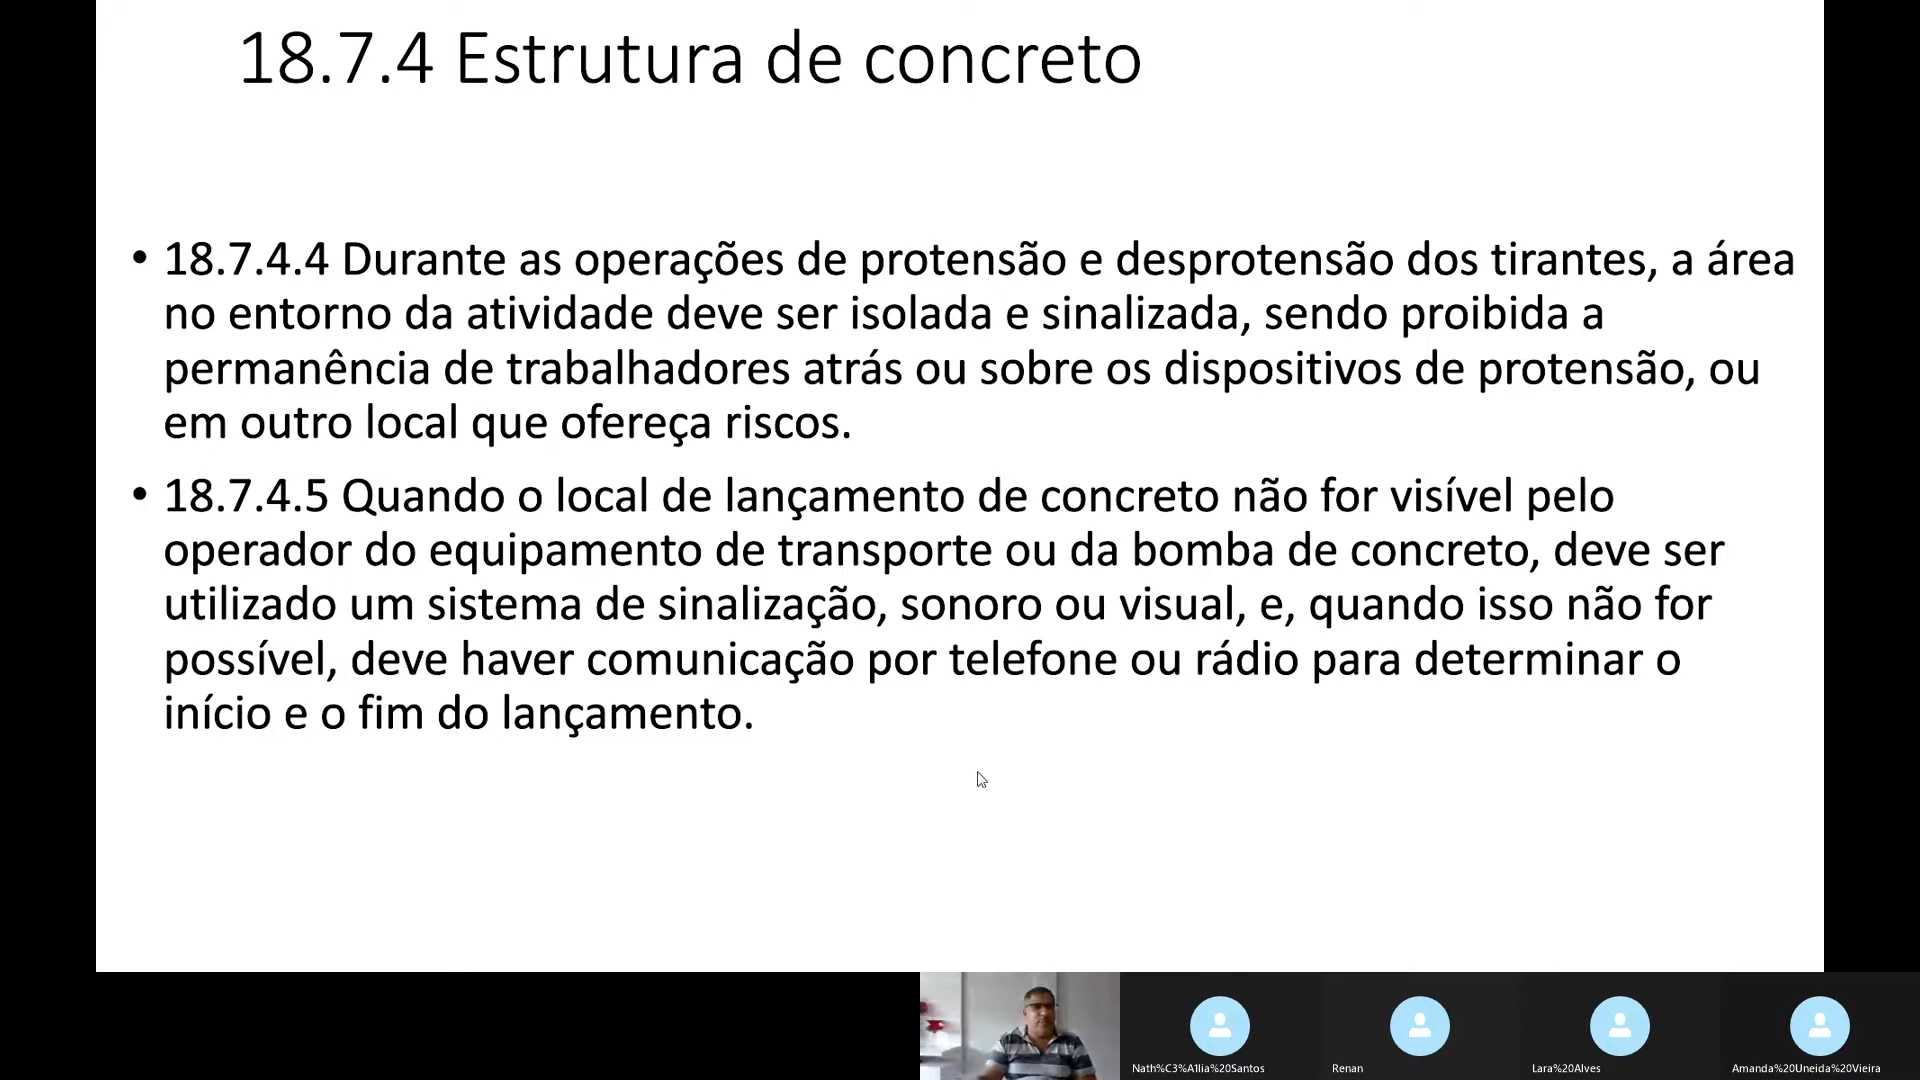 18.7.4 Estrutura de concreto
• 18.7.4.4 Durante as operações de protensão e desprotensão dos tirantes, a área
no entorno da atividade deve ser isolada e sinalizada, sendo proibida a
permanência de trabalhadores atrás ou sobre os dispositivos de protensão, ou
em outro local que ofereça riscos.
• 18.7.4.5 Quando o local de lançamento de concreto não for visível pelo
operador do equipamento de transporte ou da bomba de concreto, deve ser
utilizado um sistema de sinalização, sonoro ou visual, e, quando isso não for
possível, deve haver comunicação por telefone ou rádio para determinar o
início e o fim do lançamento.
Nath%C3%A1lia%20Santos
Renan
Lara%20Alves
Amanda%20Uneida%20Vieira